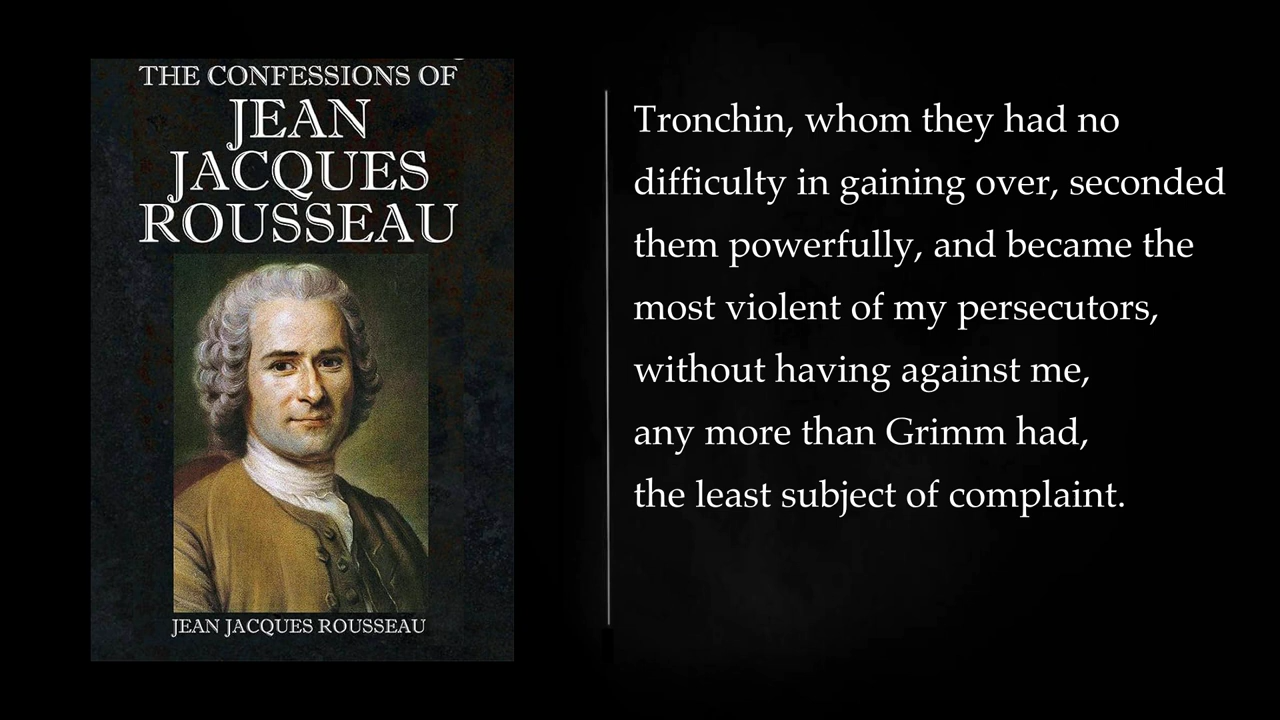 THE CONFESSIONS OF
JEAN
JACQUES
ROUSSEAU
JEAN JACQUES ROUSSEAU
Tronchin, whom they had no
difficulty in gaining over, seconded
them powerfully, and became the
most violent of my persecutors,
without having against me,
any more than Grimm had,
the least subject of complaint.